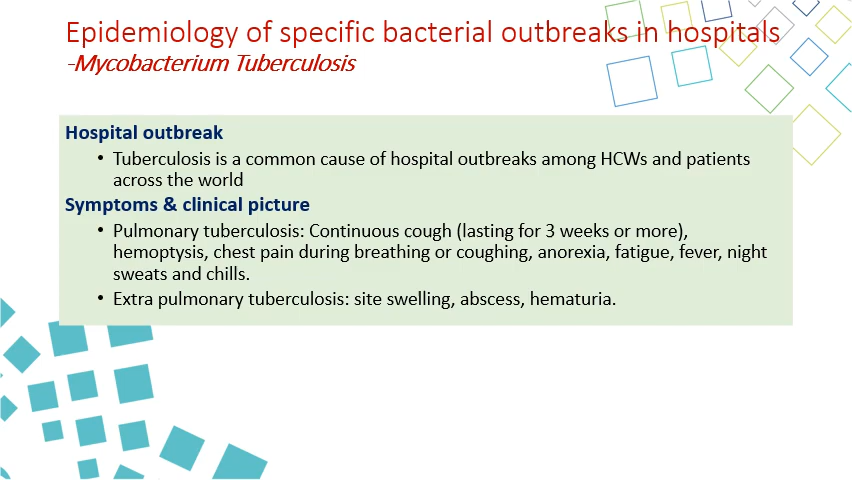 Epidemiology of specific bacterial outbreaks in hospitals
-Mycobacterium Tuberculosis
Hospital outbreak
• Tuberculosis is a common cause of hospital outbreaks among HCWs and patients
across the world
Symptoms & clinical picture
• Pulmonary tuberculosis: Continuous cough (lasting for 3 weeks or more),
hemoptysis, chest pain during breathing or coughing, anorexia, fatigue, fever, night
sweats and chills.
• Extra pulmonary tuberculosis: site swelling, abscess, hematuria.